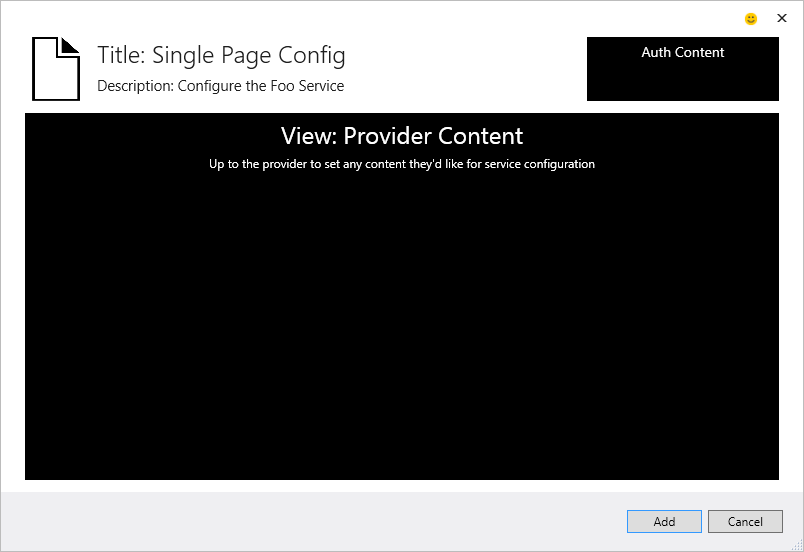 Title: Single Page Config
Description: Configure the Foo Service
Auth Content
View: Provider Content
Up to the provider to set any content they'd like for service configuration
Add
Cancel